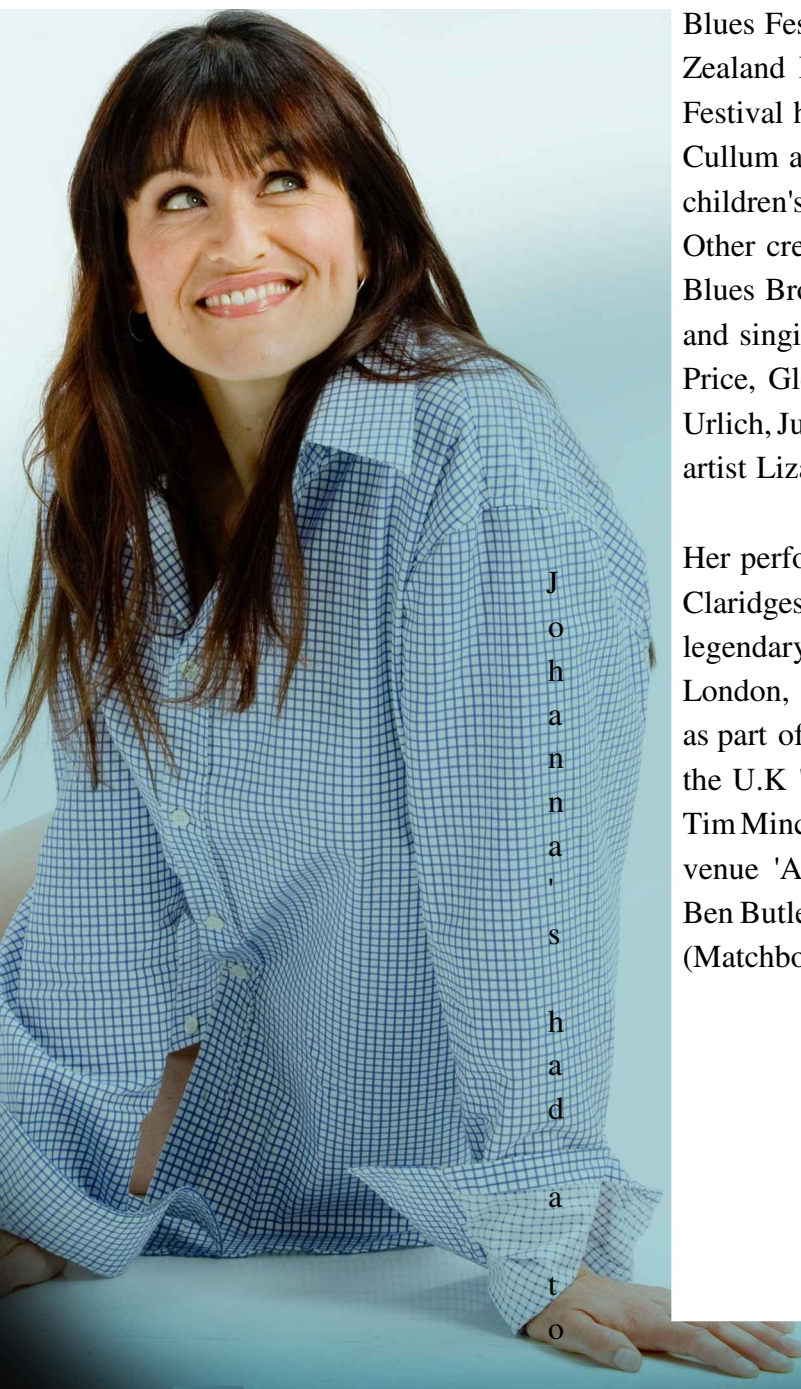 Johanna's had a to
Blues Fes
Zealand
Festival h
Cullum a
children's
Other cre
Blues Bro
and singi
Price, Gl
Urlich, Ju
artist Liza
Her perfo
Claridges
legendary
London,
as part of
the U.K '
Tim Minc
venue 'A
Ben Butle
(Matchbo